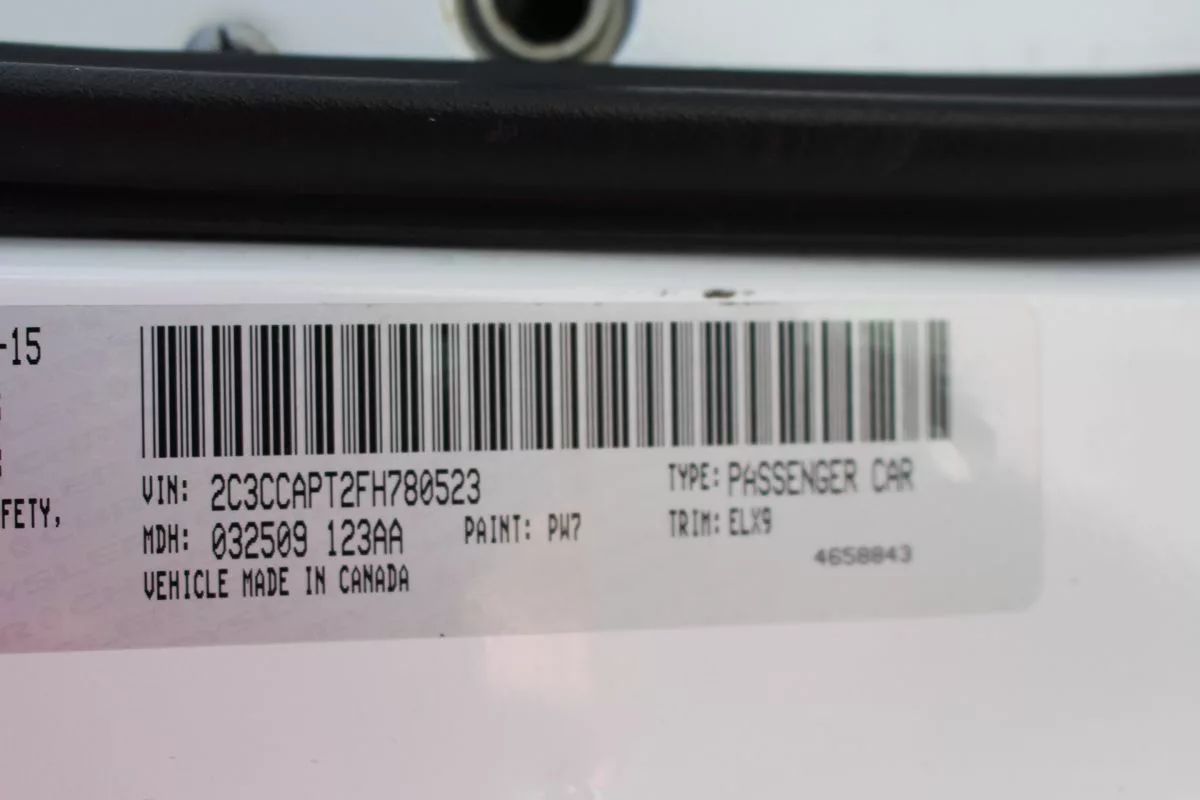 -15
FETY,
VIN: 2C3CCAPT2FH780523
TYPE: PASSENGER CAR
MDH: 032509 123AA
PAINT: PW7
TRIM: ELX9
VEHICLE MADE IN CANADA
4658843